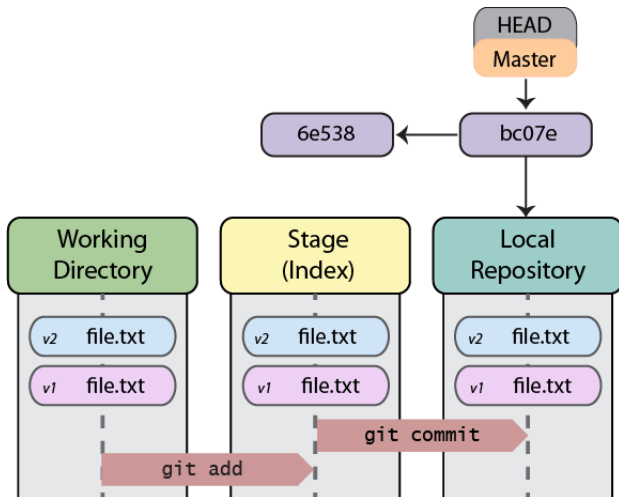 HEAD
Master
6e538
bc07e
Working
Directory
Stage
(Index)
Local
Repository
v2 file.txt
v2 file.txt
v2 file.txt
v1 file.txt
v1 file.txt
v1 file.txt
git commit
git add